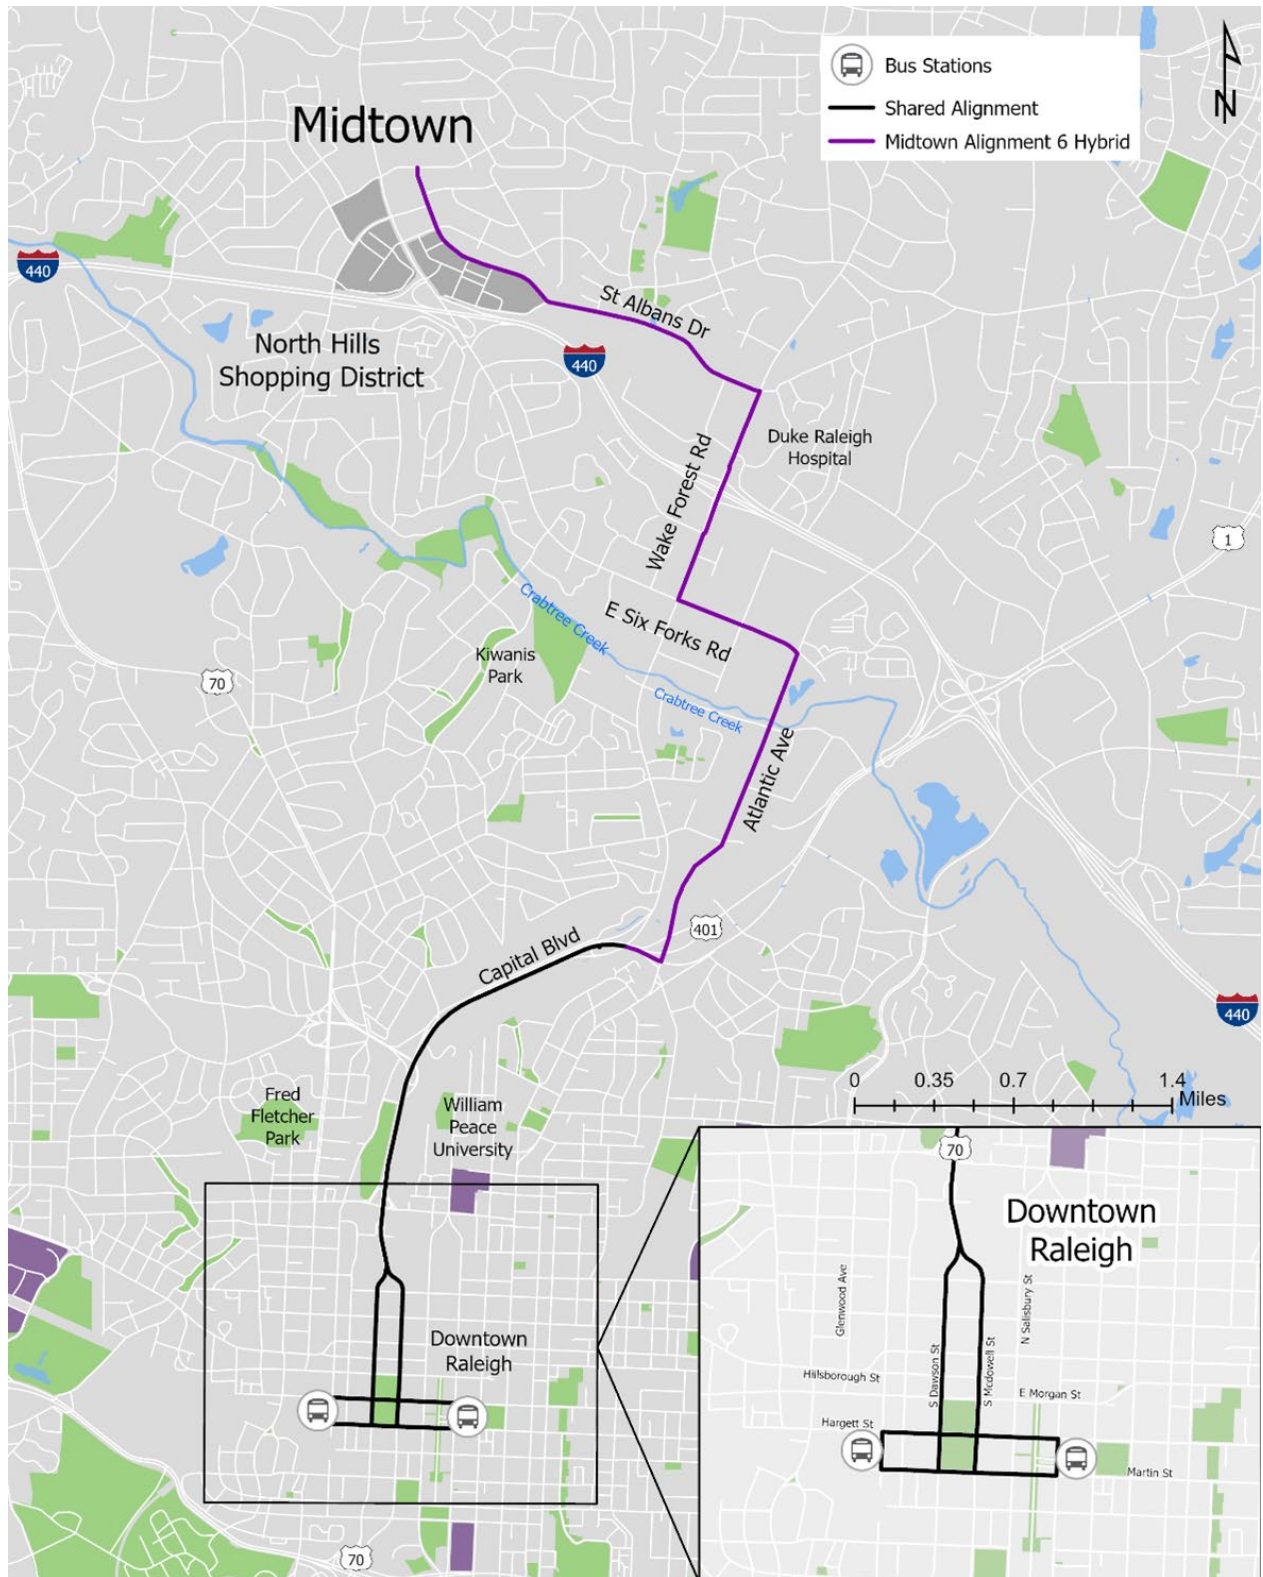 Bus Stations
Shared Alignment
Midtown Alignment 6 Hybrid
N
Midtown
440
St Albans Dr
North Hills
Shopping District
440
Duke Raleigh
Hospital
Wake Forest Rd
1
Crabtree Creek
E Six Forks Rd
Kiwanis
Park
70
Crabtree Creek
Atlantic Ave
401
Capital Blvd
440
0 0.35 0.7 1.4
Miles
Fred
Fletcher
Park
William
Peace
University
Downtown
Raleigh
70
70
Downtown
Raleigh
Glenwood Ave
N Salisbury St
S Dawson St
S Mcdowell St
Hillsborough St
E Morgan St
Hargett St
Martin St